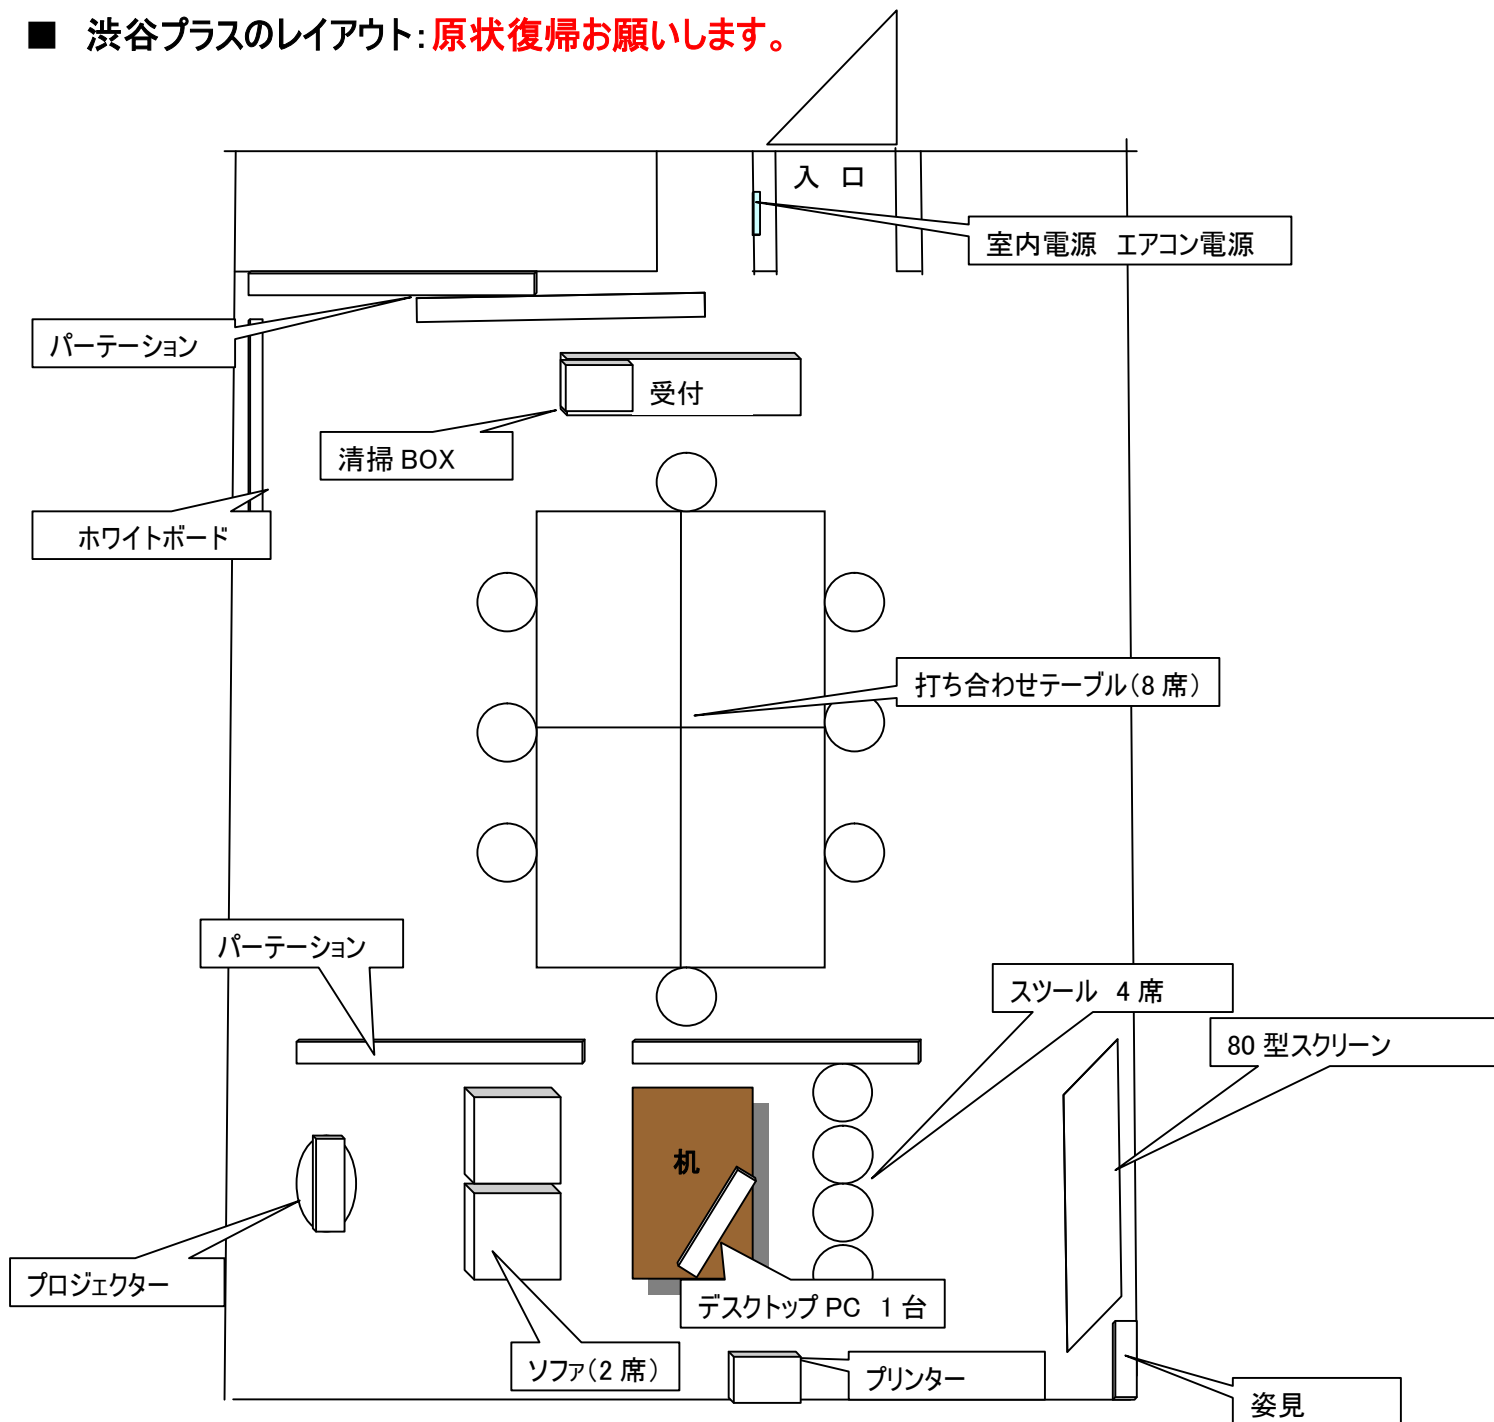 ■ 渋谷プラスのレイアウト:原状復帰お願いします。
入 口
室内電源 エアコン電源
パーテーション
受付
清掃 BOX
ホワイトボード
打ち合わせテーブル(8 席)
パーテーション
スツール 4 席
80 型スクリーン
机
プロジェクター
デスクトップ PC 1 台
ソファ(2 席)
プリンター
姿見